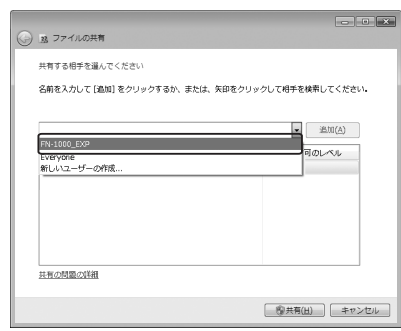 ファイルの共有
共有する相手を選んでください
名前を入力して [追加] をクリックするか、または、矢印をクリックして相手を検索してください。
追加(A)
FN-1000_EXP
Everyone
新しいユーザーの作成...
可のレベル
共有の問題の詳細
共有(H)
キャンセル